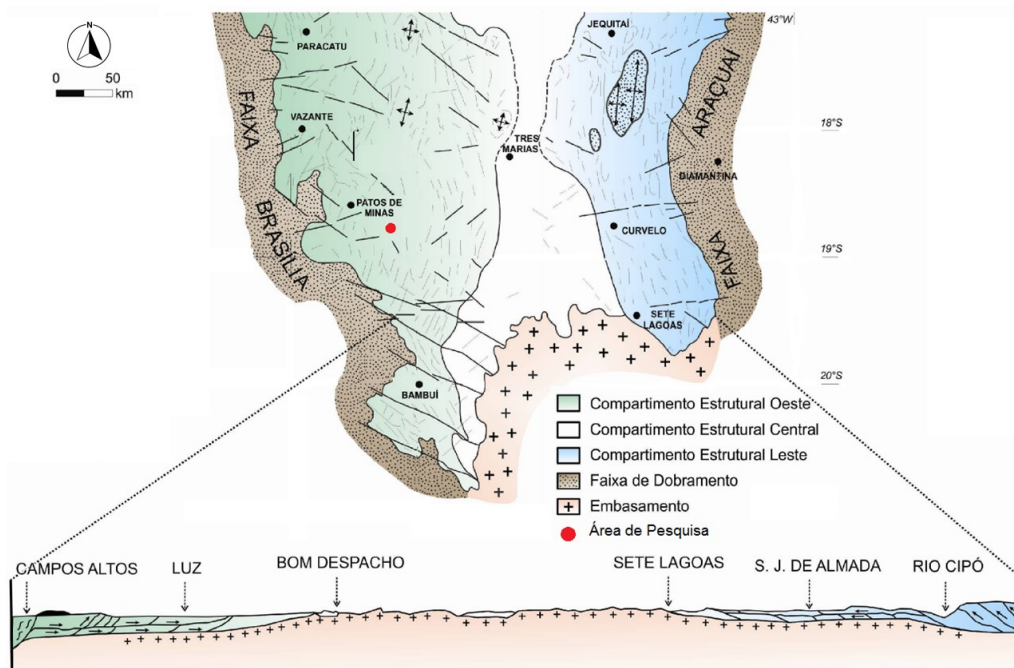 N
0 50
km
43°W
JEQUITAÍ
PARACATU
FAIXA
BRASÍLIA
ARAÇUAÍ
FAIXA
VAZANTE
18°S
TRES
MARIAS
DIAMANTINA
PATOS DE
MINAS
CURVELO
19°S
SETE
LAGOAS
20°S
BAMBUÍ
Compartimento Estrutural Oeste
Compartimento Estrutural Central
Compartimento Estrutural Leste
Faixa de Dobramento
Embasamento
Área de Pesquisa
CAMPOS ALTOS
LUZ
BOM DESPACHO
SETE LAGOAS
S. J. DE ALMADA
RIO CIPÓ